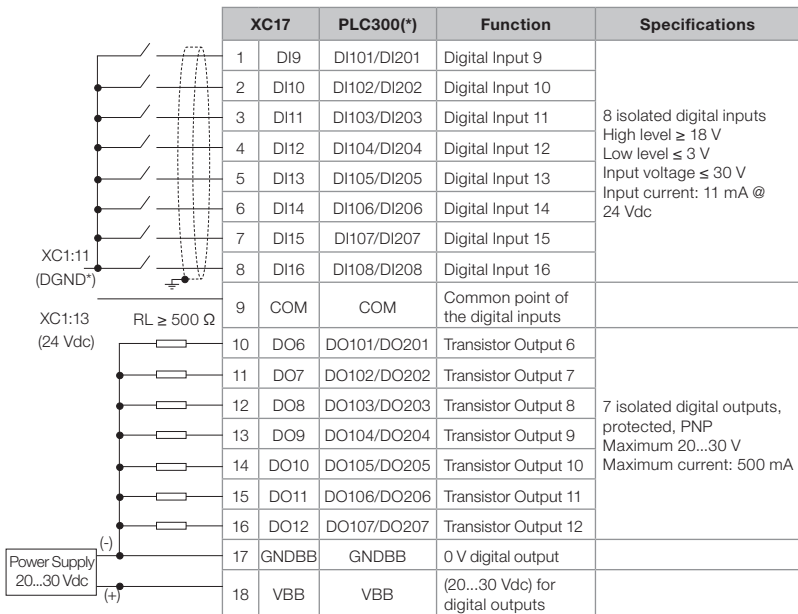 XC17 PLC300(*) Function Specifications
1 DI9 DI101/DI201 Digital Input 9
2 DI10 DI102/DI202 Digital Input 10
3 DI11 DI103/DI203 Digital Input 11
4 DI12 DI104/DI204 Digital Input 12
5 DI13 DI105/DI205 Digital Input 13
6 DI14 DI106/DI206 Digital Input 14
7 DI15 DI107/DI207 Digital Input 15
8 DI16 DI108/DI208 Digital Input 16
8 isolated digital inputs
High level ≥ 18 V
Low level ≤ 3 V
Input voltage ≤ 30 V
Input current: 11 mA @
24 Vdc
XC1:11
(DGND*)
9 COM COM Common point of
the digital inputs
XC1:13
(24 Vdc)
RL ≥ 500 Ω
10 DO6 DO101/DO201 Transistor Output 6
11 DO7 DO102/DO202 Transistor Output 7
12 DO8 DO103/DO203 Transistor Output 8
13 DO9 DO104/DO204 Transistor Output 9
14 DO10 DO105/DO205 Transistor Output 10
15 DO11 DO106/DO206 Transistor Output 11
16 DO12 DO107/DO207 Transistor Output 12
7 isolated digital outputs,
protected, PNP
Maximum 20...30 V
Maximum current: 500 mA
17 GNDBB GNDBB 0 V digital output
18 VBB VBB (20...30 Vdc) for
digital outputs
Power Supply
20...30 Vdc
(-)
(+)